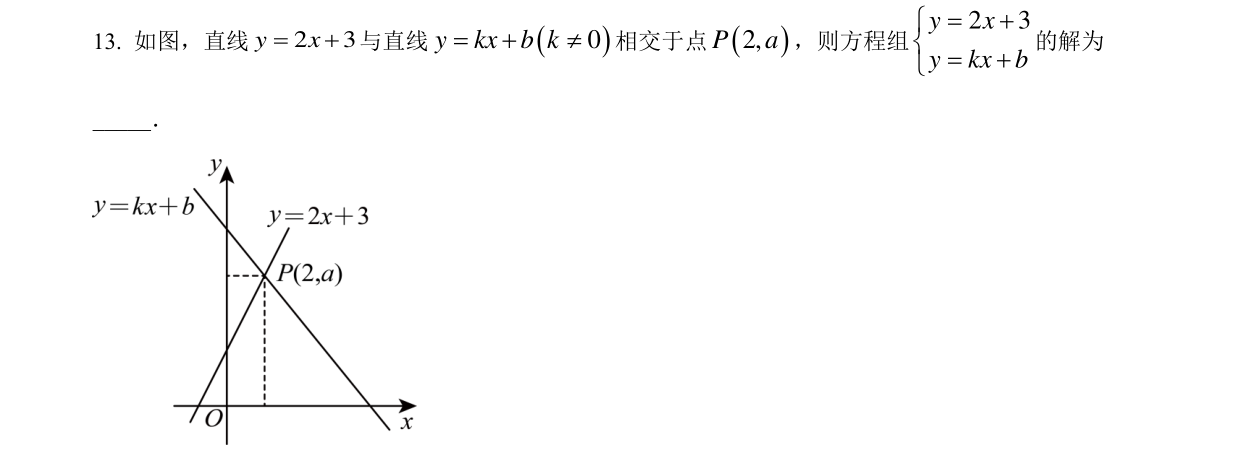 13. 如图，直线 y = 2x + 3 与直线 y = kx + b(k ≠ 0) 相交于点 P(2, a)，则方程组 { y = 2x + 3
y = kx + b 的解为
_____.
y
y=kx+b
y=2x+3
P(2,a)
O
x